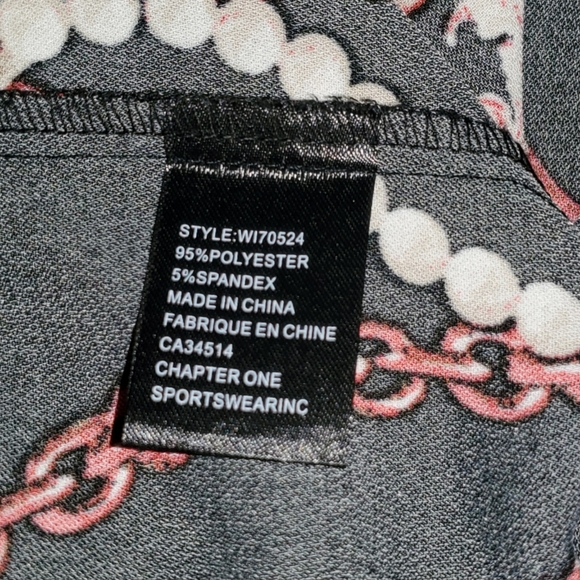 STYLE:WI70524
95%POLYESTER
5%SPANDEX
MADE IN CHINA
FABRIQUE EN CHINE
CA34514
CHAPTER ONE
SPORTSWEARINC